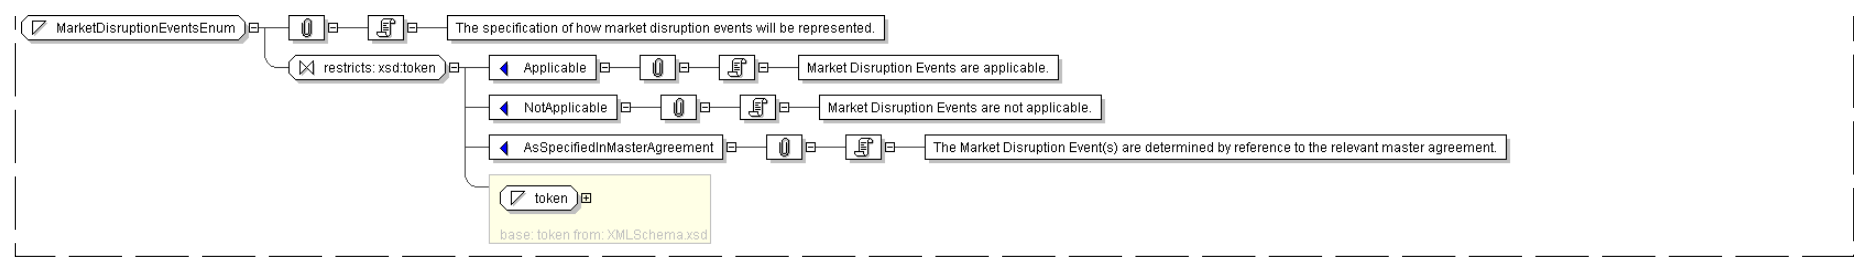 MarketDisruptionEventsEnum The specification of how market disruption events will be represented.
restricts: xsd:token Applicable Market Disruption Events are applicable.
NotApplicable Market Disruption Events are not applicable.
AsSpecifiedInMasterAgreement The Market Disruption Event(s) are determined by reference to the relevant master agreement.
token
base: token from: XMLSchema.xsd